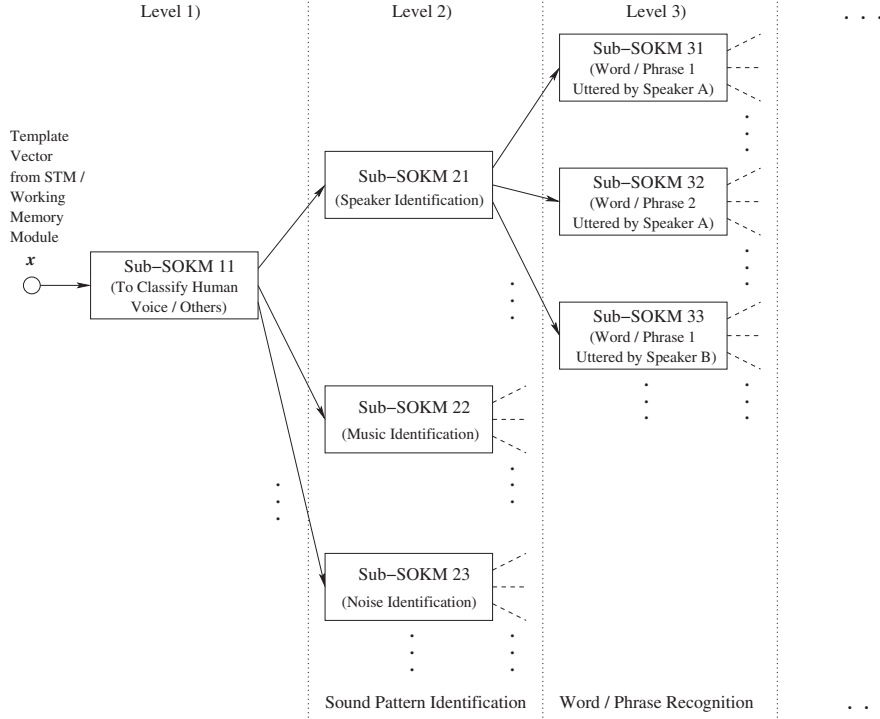 Level 1)
Level 2)
Level 3)
. . .
Template
Vector
from STM /
Working
Memory
Module
x
Sub−SOKM 11
(To Classify Human
Voice / Others)
Sub−SOKM 21
(Speaker Identification)
Sub−SOKM 22
(Music Identification)
Sub−SOKM 23
(Noise Identification)
Sub−SOKM 31
(Word / Phrase 1
Uttered by Speaker A)
Sub−SOKM 32
(Word / Phrase 2
Uttered by Speaker A)
Sub−SOKM 33
(Word / Phrase 1
Uttered by Speaker B)
Sound Pattern Identification
Word / Phrase Recognition
. .